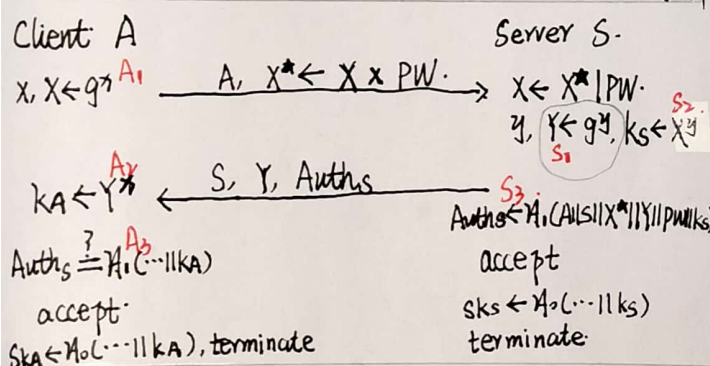 Client A
Server S.
x, X←g^x A1
A, X*← X x PW.
X← X*|PW.
S2.
y, Y←g^y, ks←X^y
S1
A2
kA←Y^x
S, Y, Auths
S3.
Auths←H1(A||S||X*||Y||PW||ks)
A3
Auths ?= H1(...||kA)
accept
accept.
sks←H0(...||ks)
SKA←H0(...||kA), terminate
terminate.